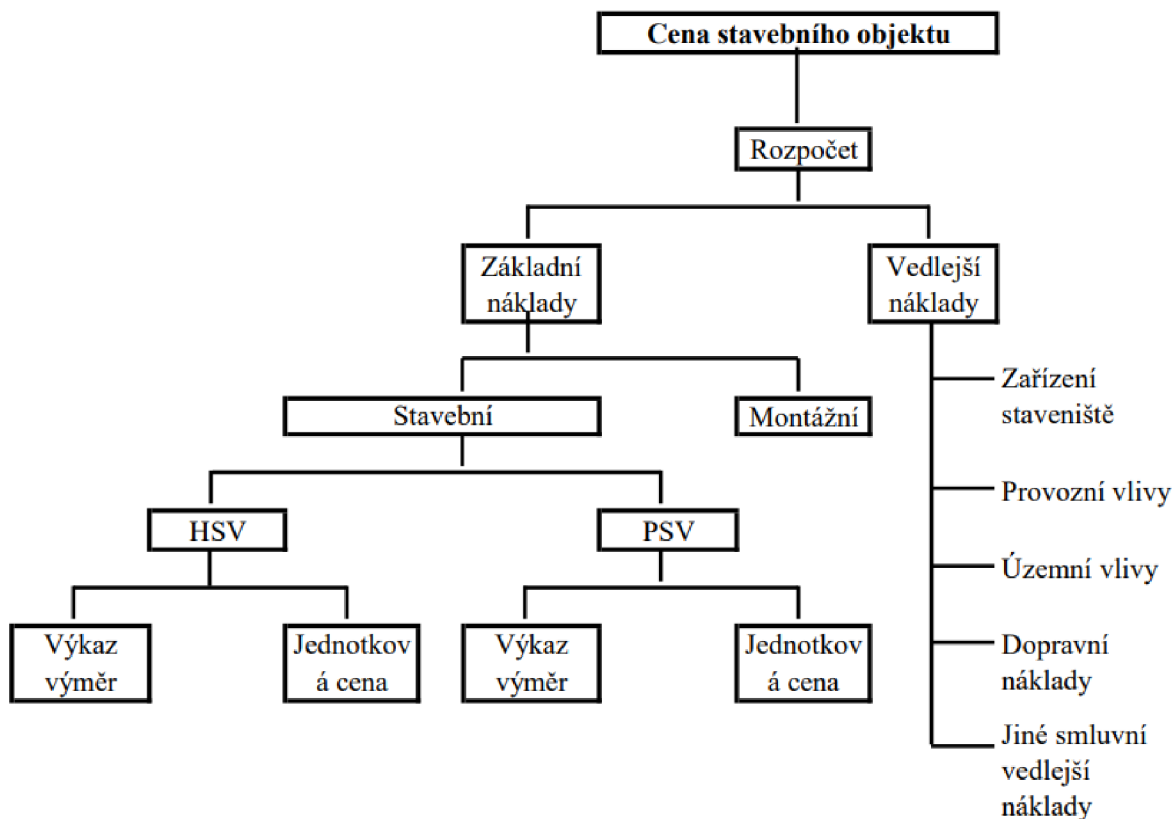 Cena stavebního objektu
Rozpočet
Základní
náklady
Vedlejší
náklady
Zařízení
staveniště
Stavební
Montážní
Provozní vlivy
HSV
PSV
Územní vlivy
Výkaz
výměr
Jednotkov
á cena
Výkaz
výměr
Jednotkov
á cena
Dopravní
náklady
Jiné smluvní
vedlejší
náklady